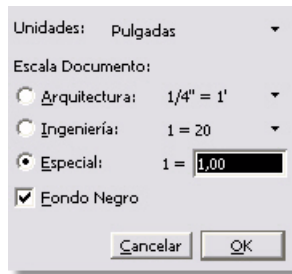 Unidades: Pulgadas
Escala Documento:
Arquitectura: 1/4" = 1'
Ingeniería: 1 = 20
Especial: 1 = 1,00
Fondo Negro
Cancelar OK